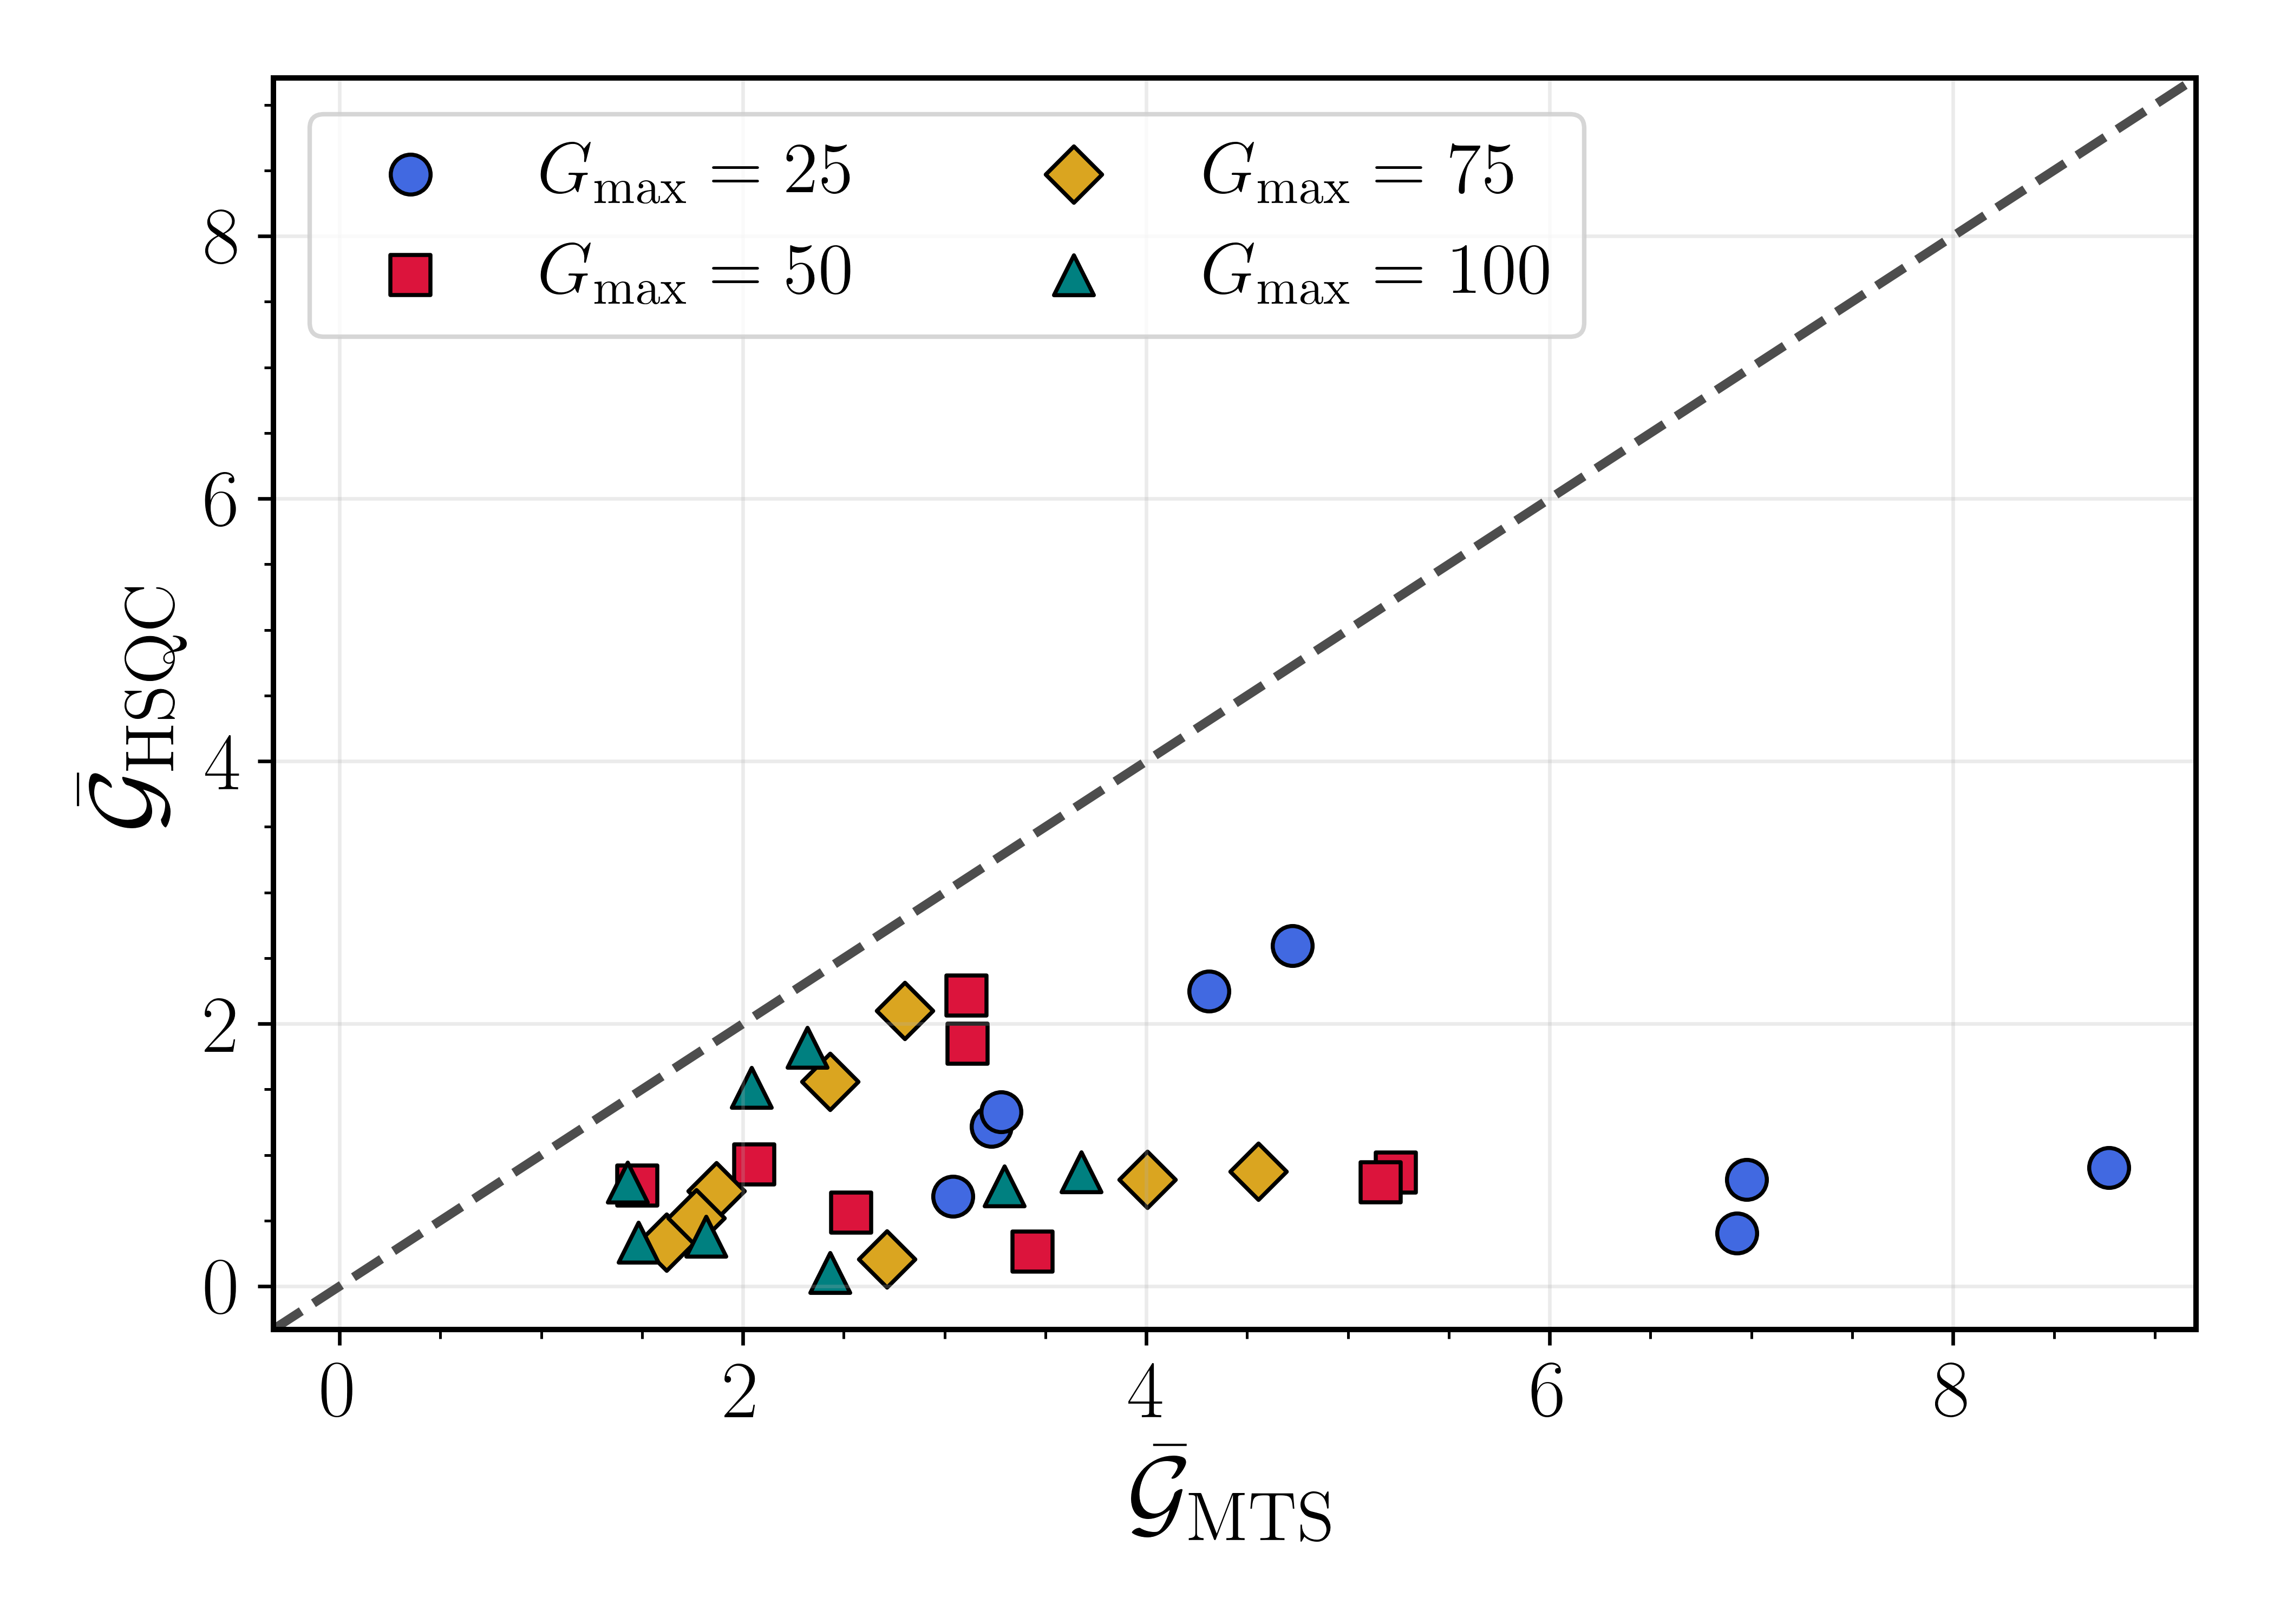 G_max = 25
G_max = 50
G_max = 75
G_max = 100
8
6
4
2
0
𝒢̄_HSQC
0 2 4 6 8
𝒢̄_MTS